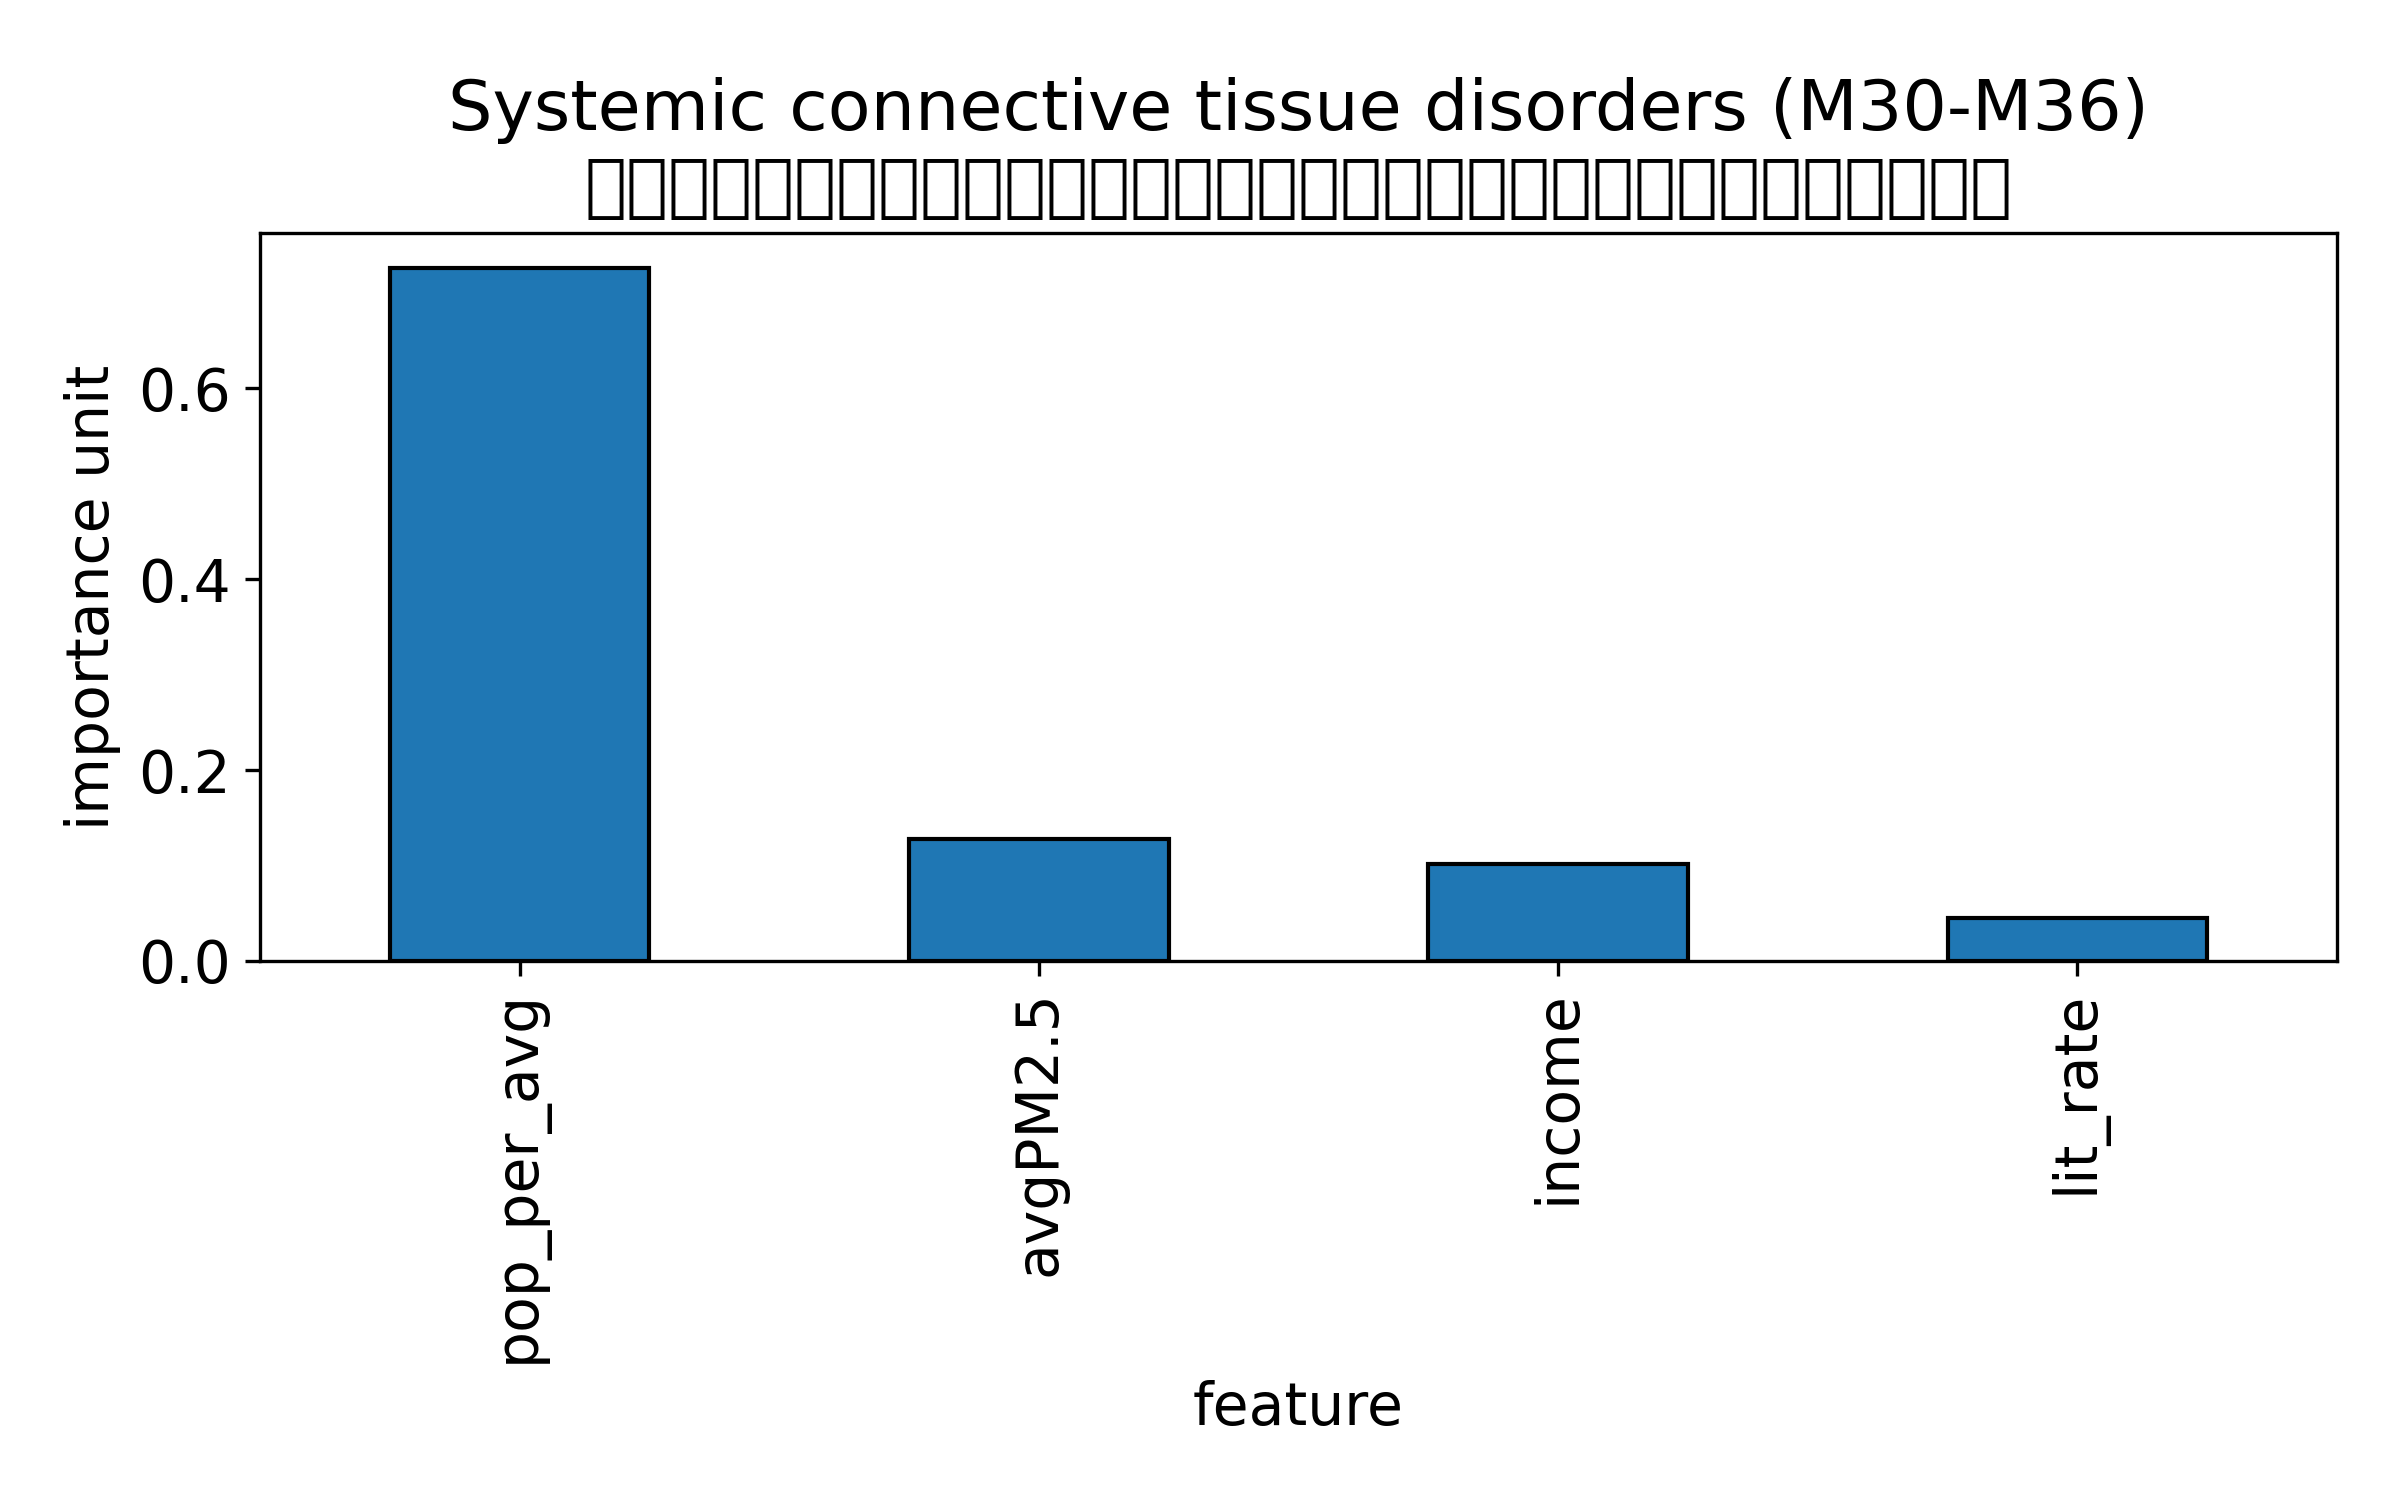 Systemic connective tissue disorders (M30-M36)
importance unit
0.6
0.4
0.2
0.0
pop_per_avg
avgPM2.5
income
lit_rate
feature